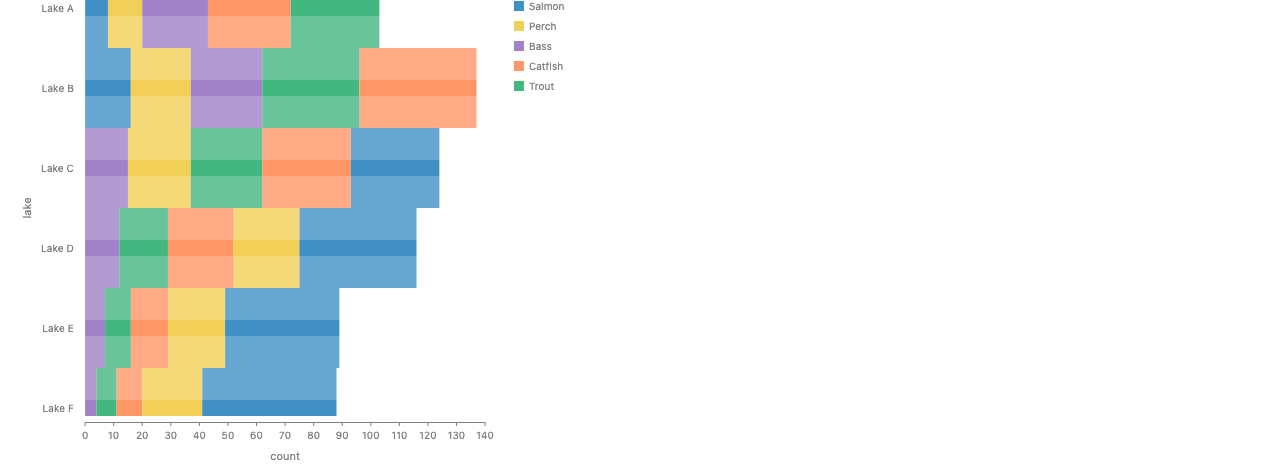 Lake A
Lake B
Lake C
Lake D
Lake E
Lake F
lake
0 10 20 30 40 50 60 70 80 90 100 110 120 130 140
count
Salmon
Perch
Bass
Catfish
Trout